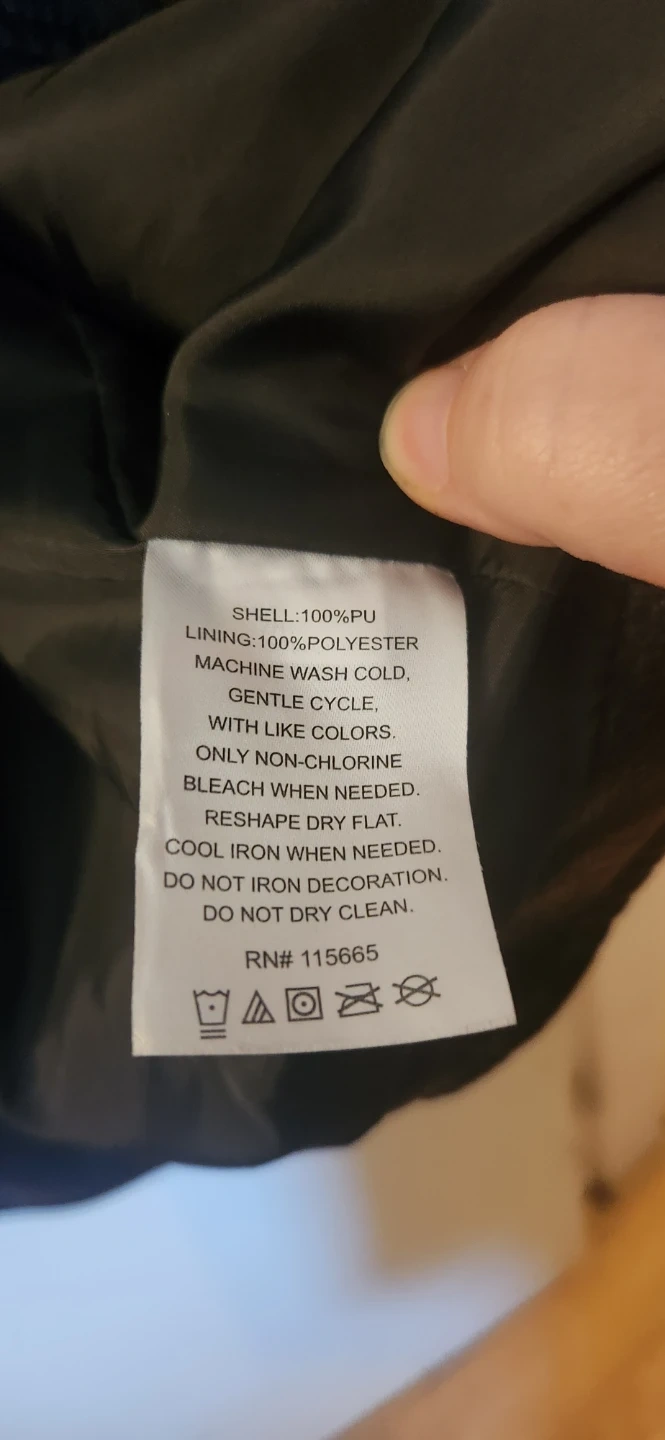 SHELL:100%PU
LINING:100%POLYESTER
MACHINE WASH COLD,
GENTLE CYCLE,
WITH LIKE COLORS.
ONLY NON-CHLORINE
BLEACH WHEN NEEDED.
RESHAPE DRY FLAT.
COOL IRON WHEN NEEDED.
DO NOT IRON DECORATION.
DO NOT DRY CLEAN.
RN# 115665